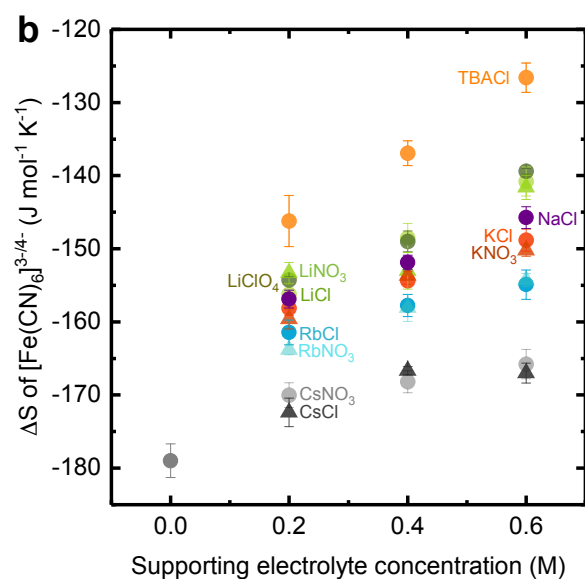 b
-120
-130
-140
-150
-160
-170
-180
ΔS of [Fe(CN)₆]³⁻/⁴⁻ (J mol⁻¹ K⁻¹)
TBACl
NaCl
KCl
KNO₃
LiNO₃
LiClO₄
LiCl
RbCl
RbNO₃
CsNO₃
CsCl
0.0 0.2 0.4 0.6
Supporting electrolyte concentration (M)